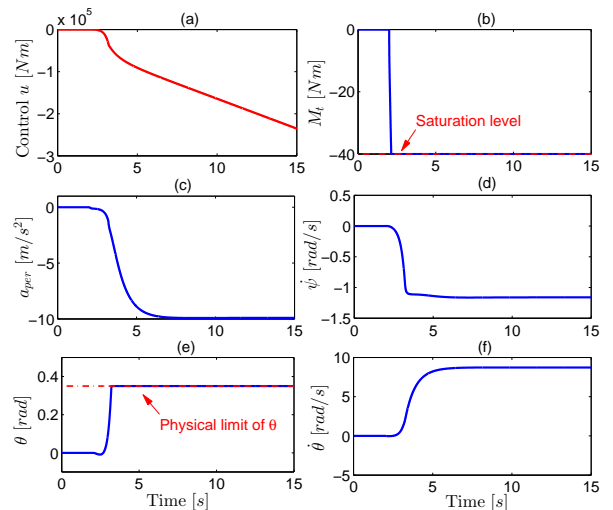 (a)
x 10^5
0
-1
-2
-3
Control u [Nm]
0 5 10 15
(b)
0
-20
-40
M_t [Nm]
Saturation level
0 5 10 15
(c)
0
-5
-10
a_per [m/s^2]
0 5 10 15
(d)
0.5
0
-0.5
-1
-1.5
ψ̇ [rad/s]
0 5 10 15
(e)
0.4
0.2
0
θ [rad]
Physical limit of θ
0 5 10 15
Time [s]
(f)
10
5
0
-5
θ̇ [rad/s]
0 5 10 15
Time [s]